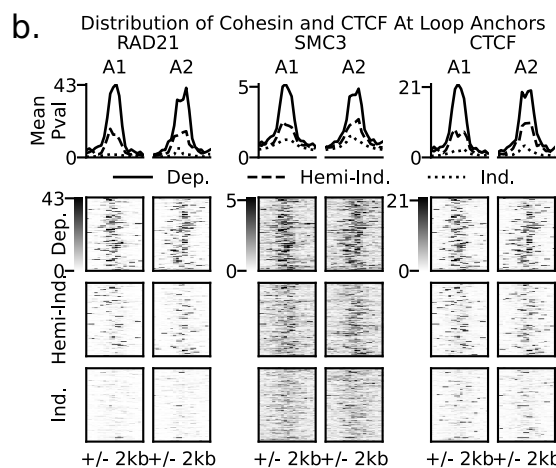 b.
Distribution of Cohesin and CTCF At Loop Anchors
RAD21 SMC3 CTCF
A1 A2 A1 A2 A1 A2
Mean
Pval
43
0
5
0
21
0
Dep. Hemi-Ind. Ind.
Dep.
43
0
5
0
21
0
Hemi-Ind.
Ind.
+/- 2kb +/- 2kb +/- 2kb +/- 2kb +/- 2kb +/- 2kb